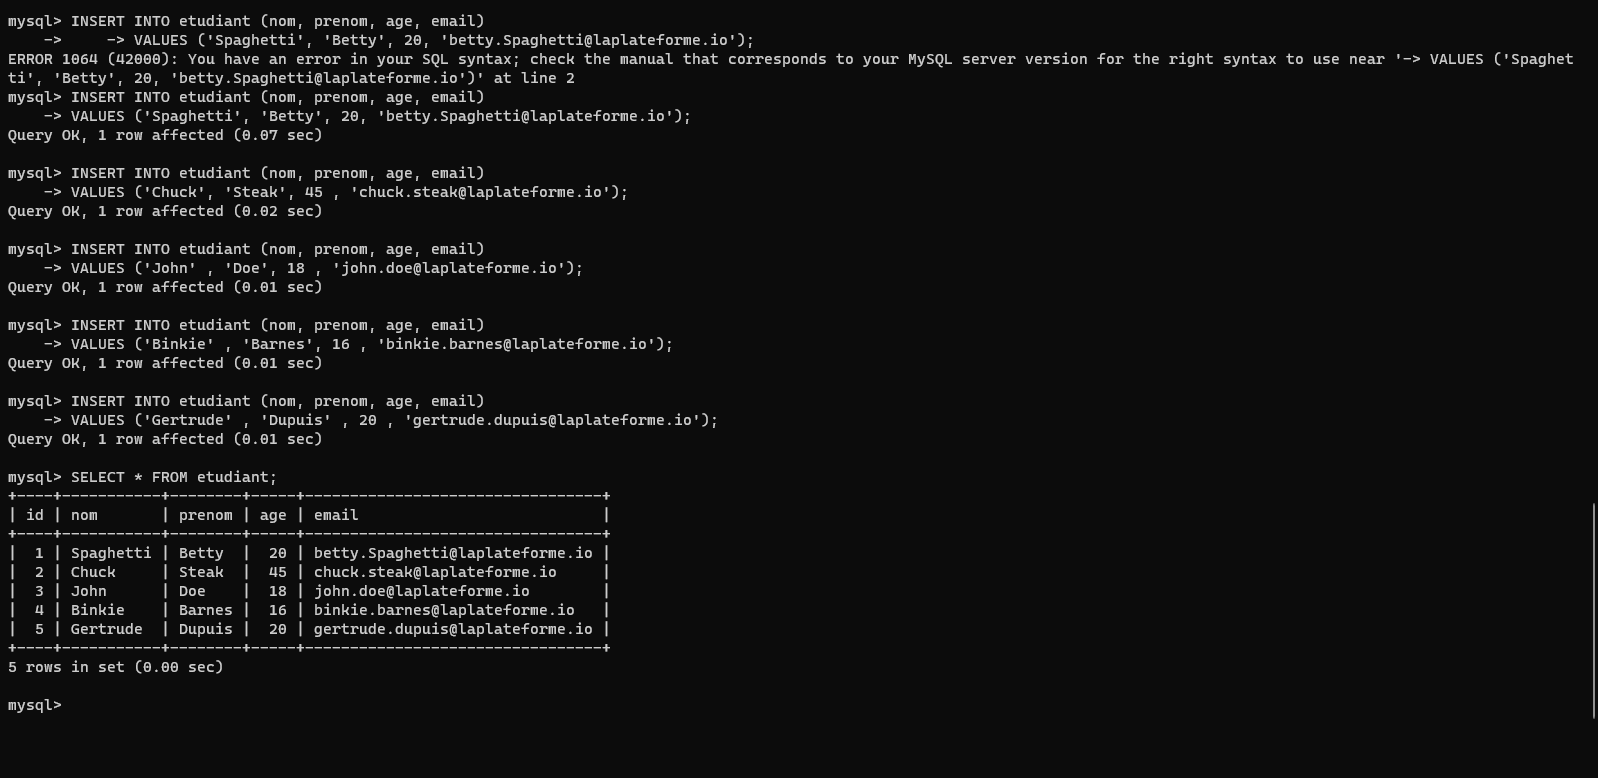 mysql> INSERT INTO etudiant (nom, prenom, age, email)
    ->     -> VALUES ('Spaghetti', 'Betty', 20, 'betty.Spaghetti@laplateforme.io');
ERROR 1064 (42000): You have an error in your SQL syntax; check the manual that corresponds to your MySQL server version for the right syntax to use near '-> VALUES ('Spaghet
ti', 'Betty', 20, 'betty.Spaghetti@laplateforme.io')' at line 2
mysql> INSERT INTO etudiant (nom, prenom, age, email)
    -> VALUES ('Spaghetti', 'Betty', 20, 'betty.Spaghetti@laplateforme.io');
Query OK, 1 row affected (0.07 sec)

mysql> INSERT INTO etudiant (nom, prenom, age, email)
    -> VALUES ('Chuck', 'Steak', 45 , 'chuck.steak@laplateforme.io');
Query OK, 1 row affected (0.02 sec)

mysql> INSERT INTO etudiant (nom, prenom, age, email)
    -> VALUES ('John' , 'Doe', 18 , 'john.doe@laplateforme.io');
Query OK, 1 row affected (0.01 sec)

mysql> INSERT INTO etudiant (nom, prenom, age, email)
    -> VALUES ('Binkie' , 'Barnes', 16 , 'binkie.barnes@laplateforme.io');
Query OK, 1 row affected (0.01 sec)

mysql> INSERT INTO etudiant (nom, prenom, age, email)
    -> VALUES ('Gertrude' , 'Dupuis' , 20 , 'gertrude.dupuis@laplateforme.io');
Query OK, 1 row affected (0.01 sec)

mysql> SELECT * FROM etudiant;
+----+-----------+--------+-----+---------------------------------+
| id | nom       | prenom | age | email                           |
+----+-----------+--------+-----+---------------------------------+
|  1 | Spaghetti | Betty  |  20 | betty.Spaghetti@laplateforme.io |
|  2 | Chuck     | Steak  |  45 | chuck.steak@laplateforme.io     |
|  3 | John      | Doe    |  18 | john.doe@laplateforme.io        |
|  4 | Binkie    | Barnes |  16 | binkie.barnes@laplateforme.io   |
|  5 | Gertrude  | Dupuis |  20 | gertrude.dupuis@laplateforme.io |
+----+-----------+--------+-----+---------------------------------+
5 rows in set (0.00 sec)

mysql>